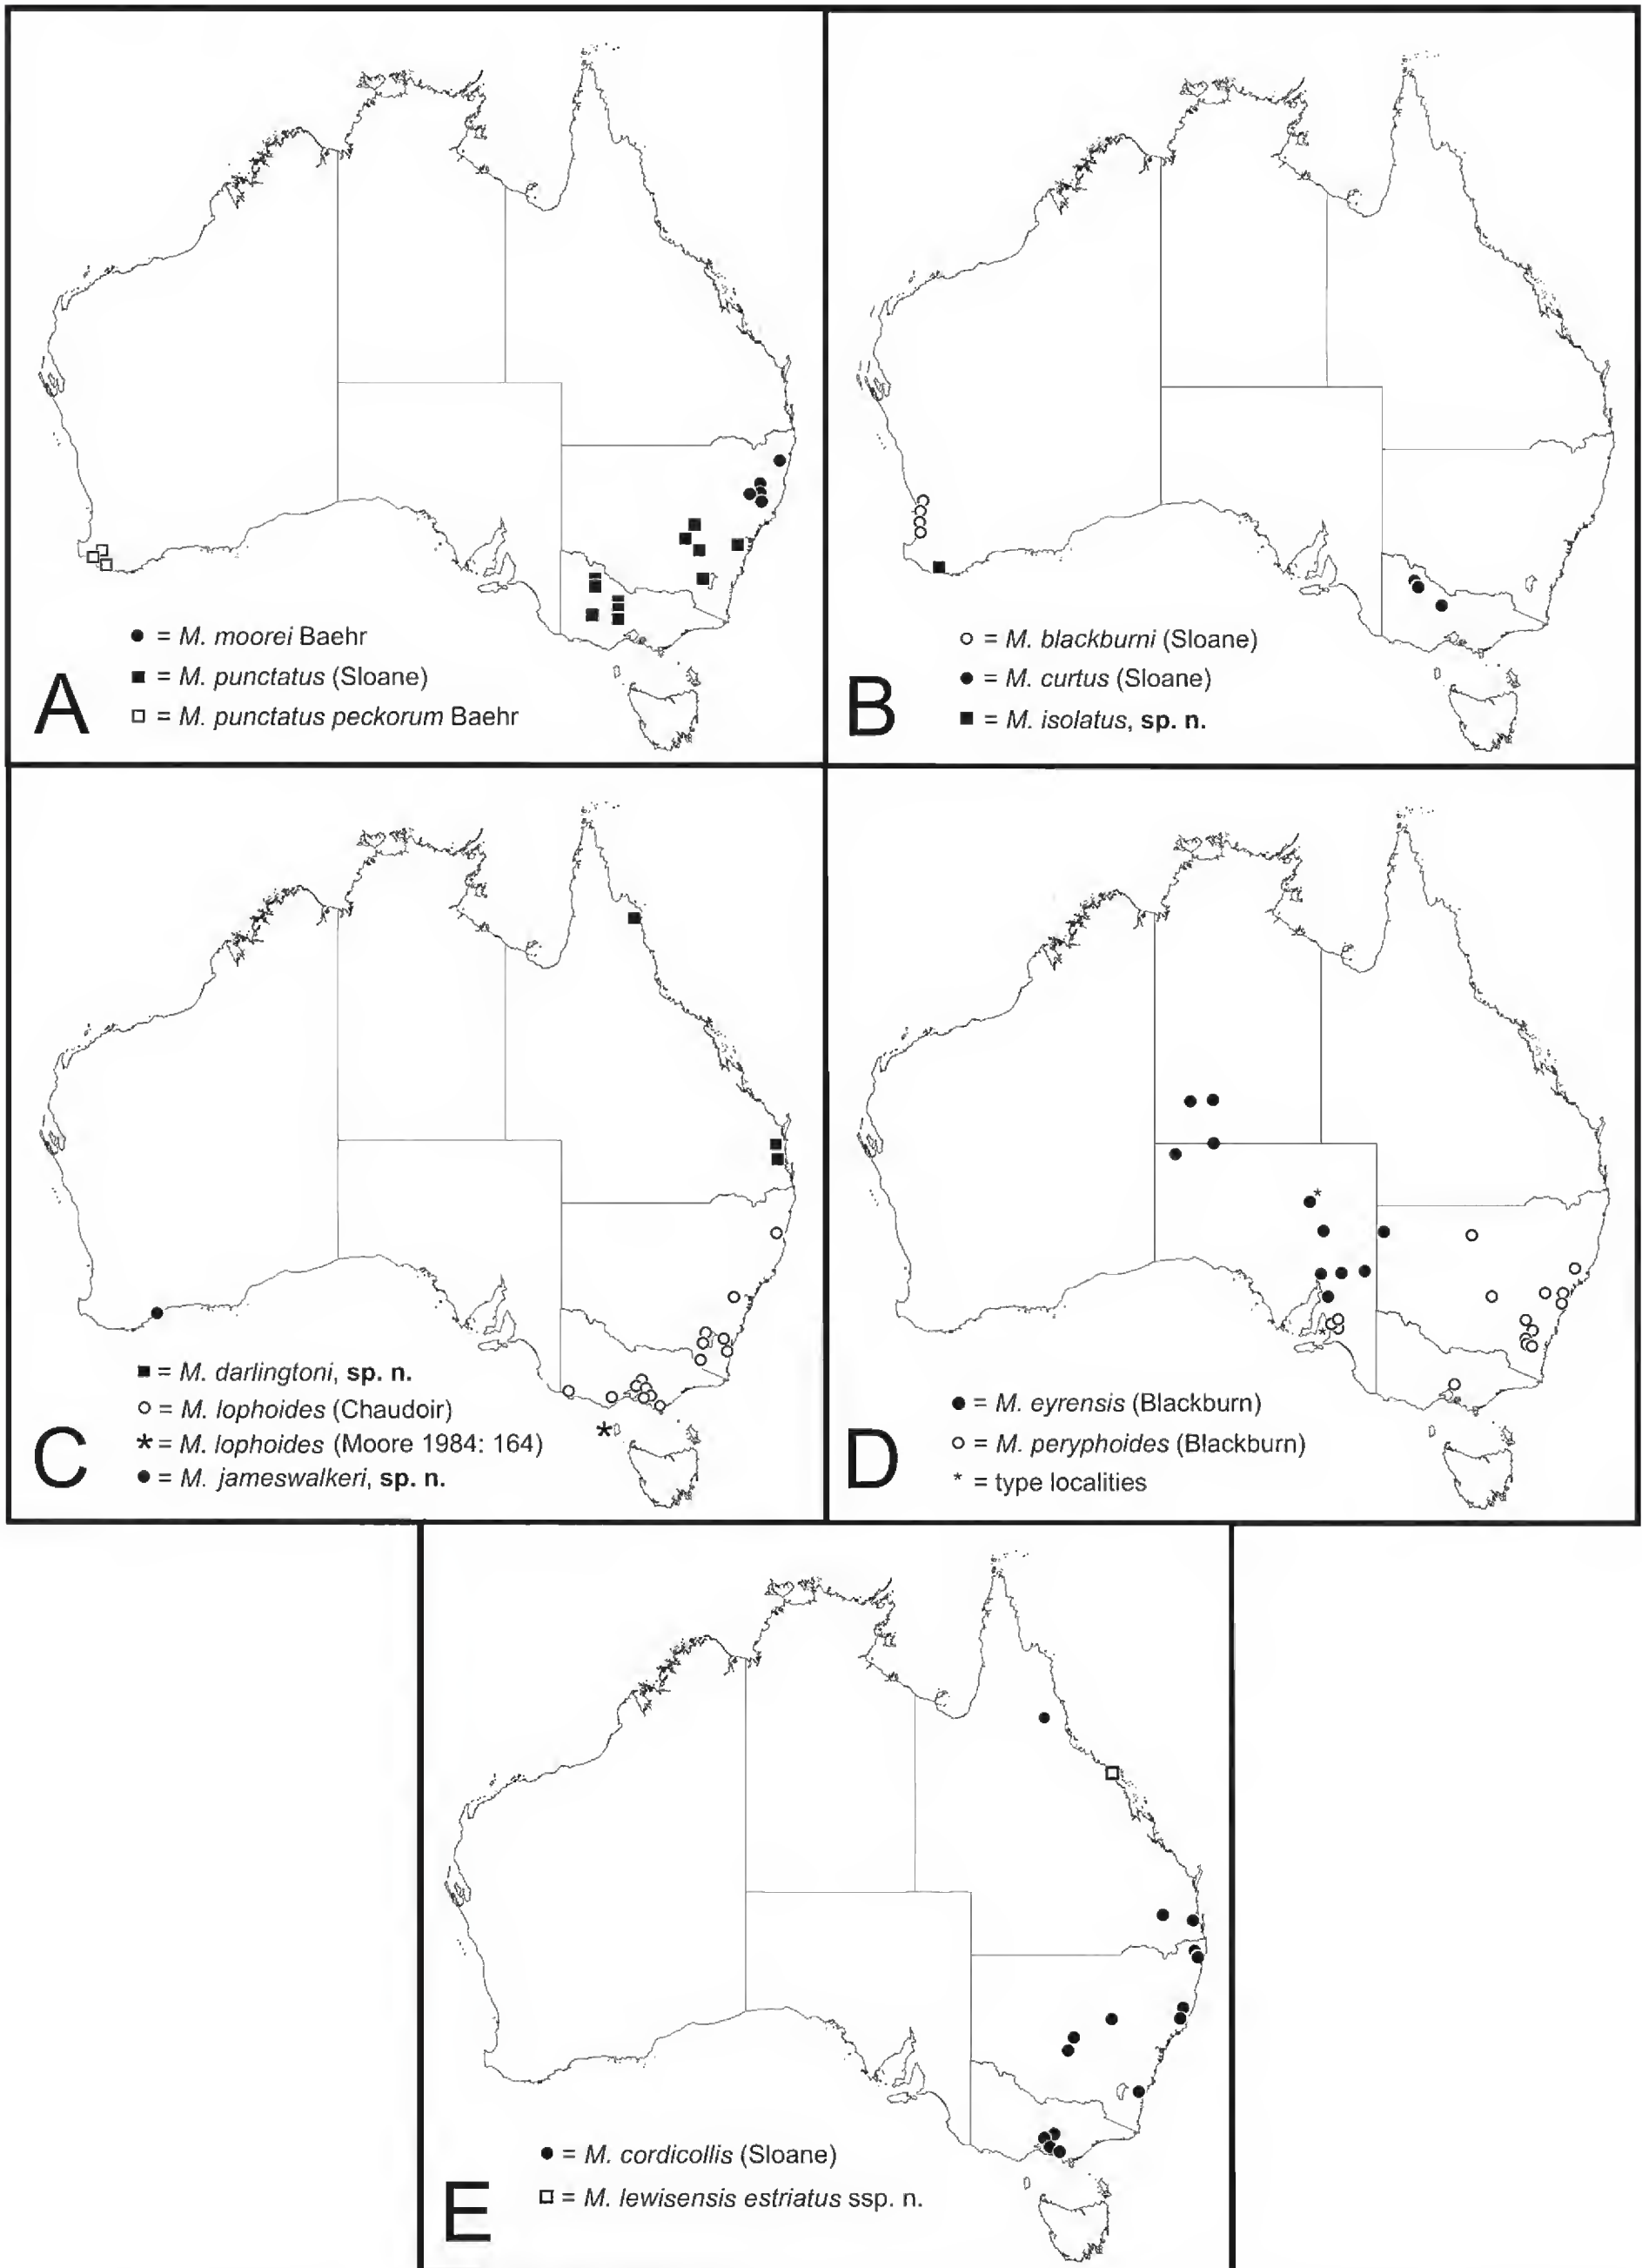 ● = M. moorei Baehr
■ = M. punctatus (Sloane)
□ = M. punctatus peckorum Baehr
A
○ = M. blackburni (Sloane)
● = M. curtus (Sloane)
■ = M. isolatus, sp. n.
B
■ = M. darlingtoni, sp. n.
○ = M. lophoides (Chaudoir)
* = M. lophoides (Moore 1984: 164)
● = M. jameswalkeri, sp. n.
C
● = M. eyrensis (Blackburn)
○ = M. peryphoides (Blackburn)
* = type localities
D
● = M. cordicollis (Sloane)
□ = M. lewisensis estriatus ssp. n.
E